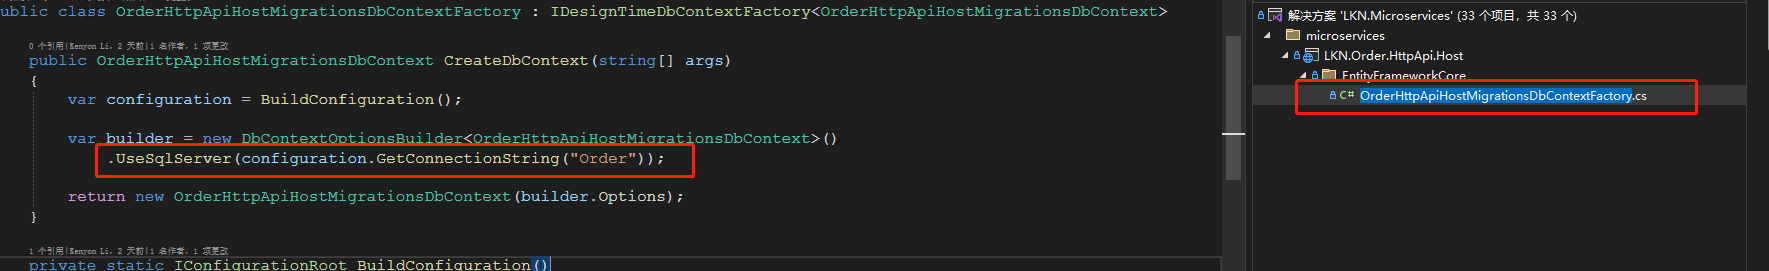 ublic class OrderHttpApiHostMigrationsDbContextFactory : IDesignTimeDbContextFactory<OrderHttpApiHostMigrationsDbContext>
0 个引用|Kenyon Li，2 天前|1 名作者，1 项更改
public OrderHttpApiHostMigrationsDbContext CreateDbContext(string[] args)
{
var configuration = BuildConfiguration();
var builder = new DbContextOptionsBuilder<OrderHttpApiHostMigrationsDbContext>()
.UseSqlServer(configuration.GetConnectionString("Order"));
return new OrderHttpApiHostMigrationsDbContext(builder.Options);
}
1 个引用|Kenyon Li，2 天前|1 名作者，1 项更改
private static IConfigurationRoot BuildConfiguration()
解决方案 'LKN.Microservices' (33 个项目，共 33 个)
microservices
LKN.Order.HttpApi.Host
EntityFrameworkCore
C# OrderHttpApiHostMigrationsDbContextFactory.cs